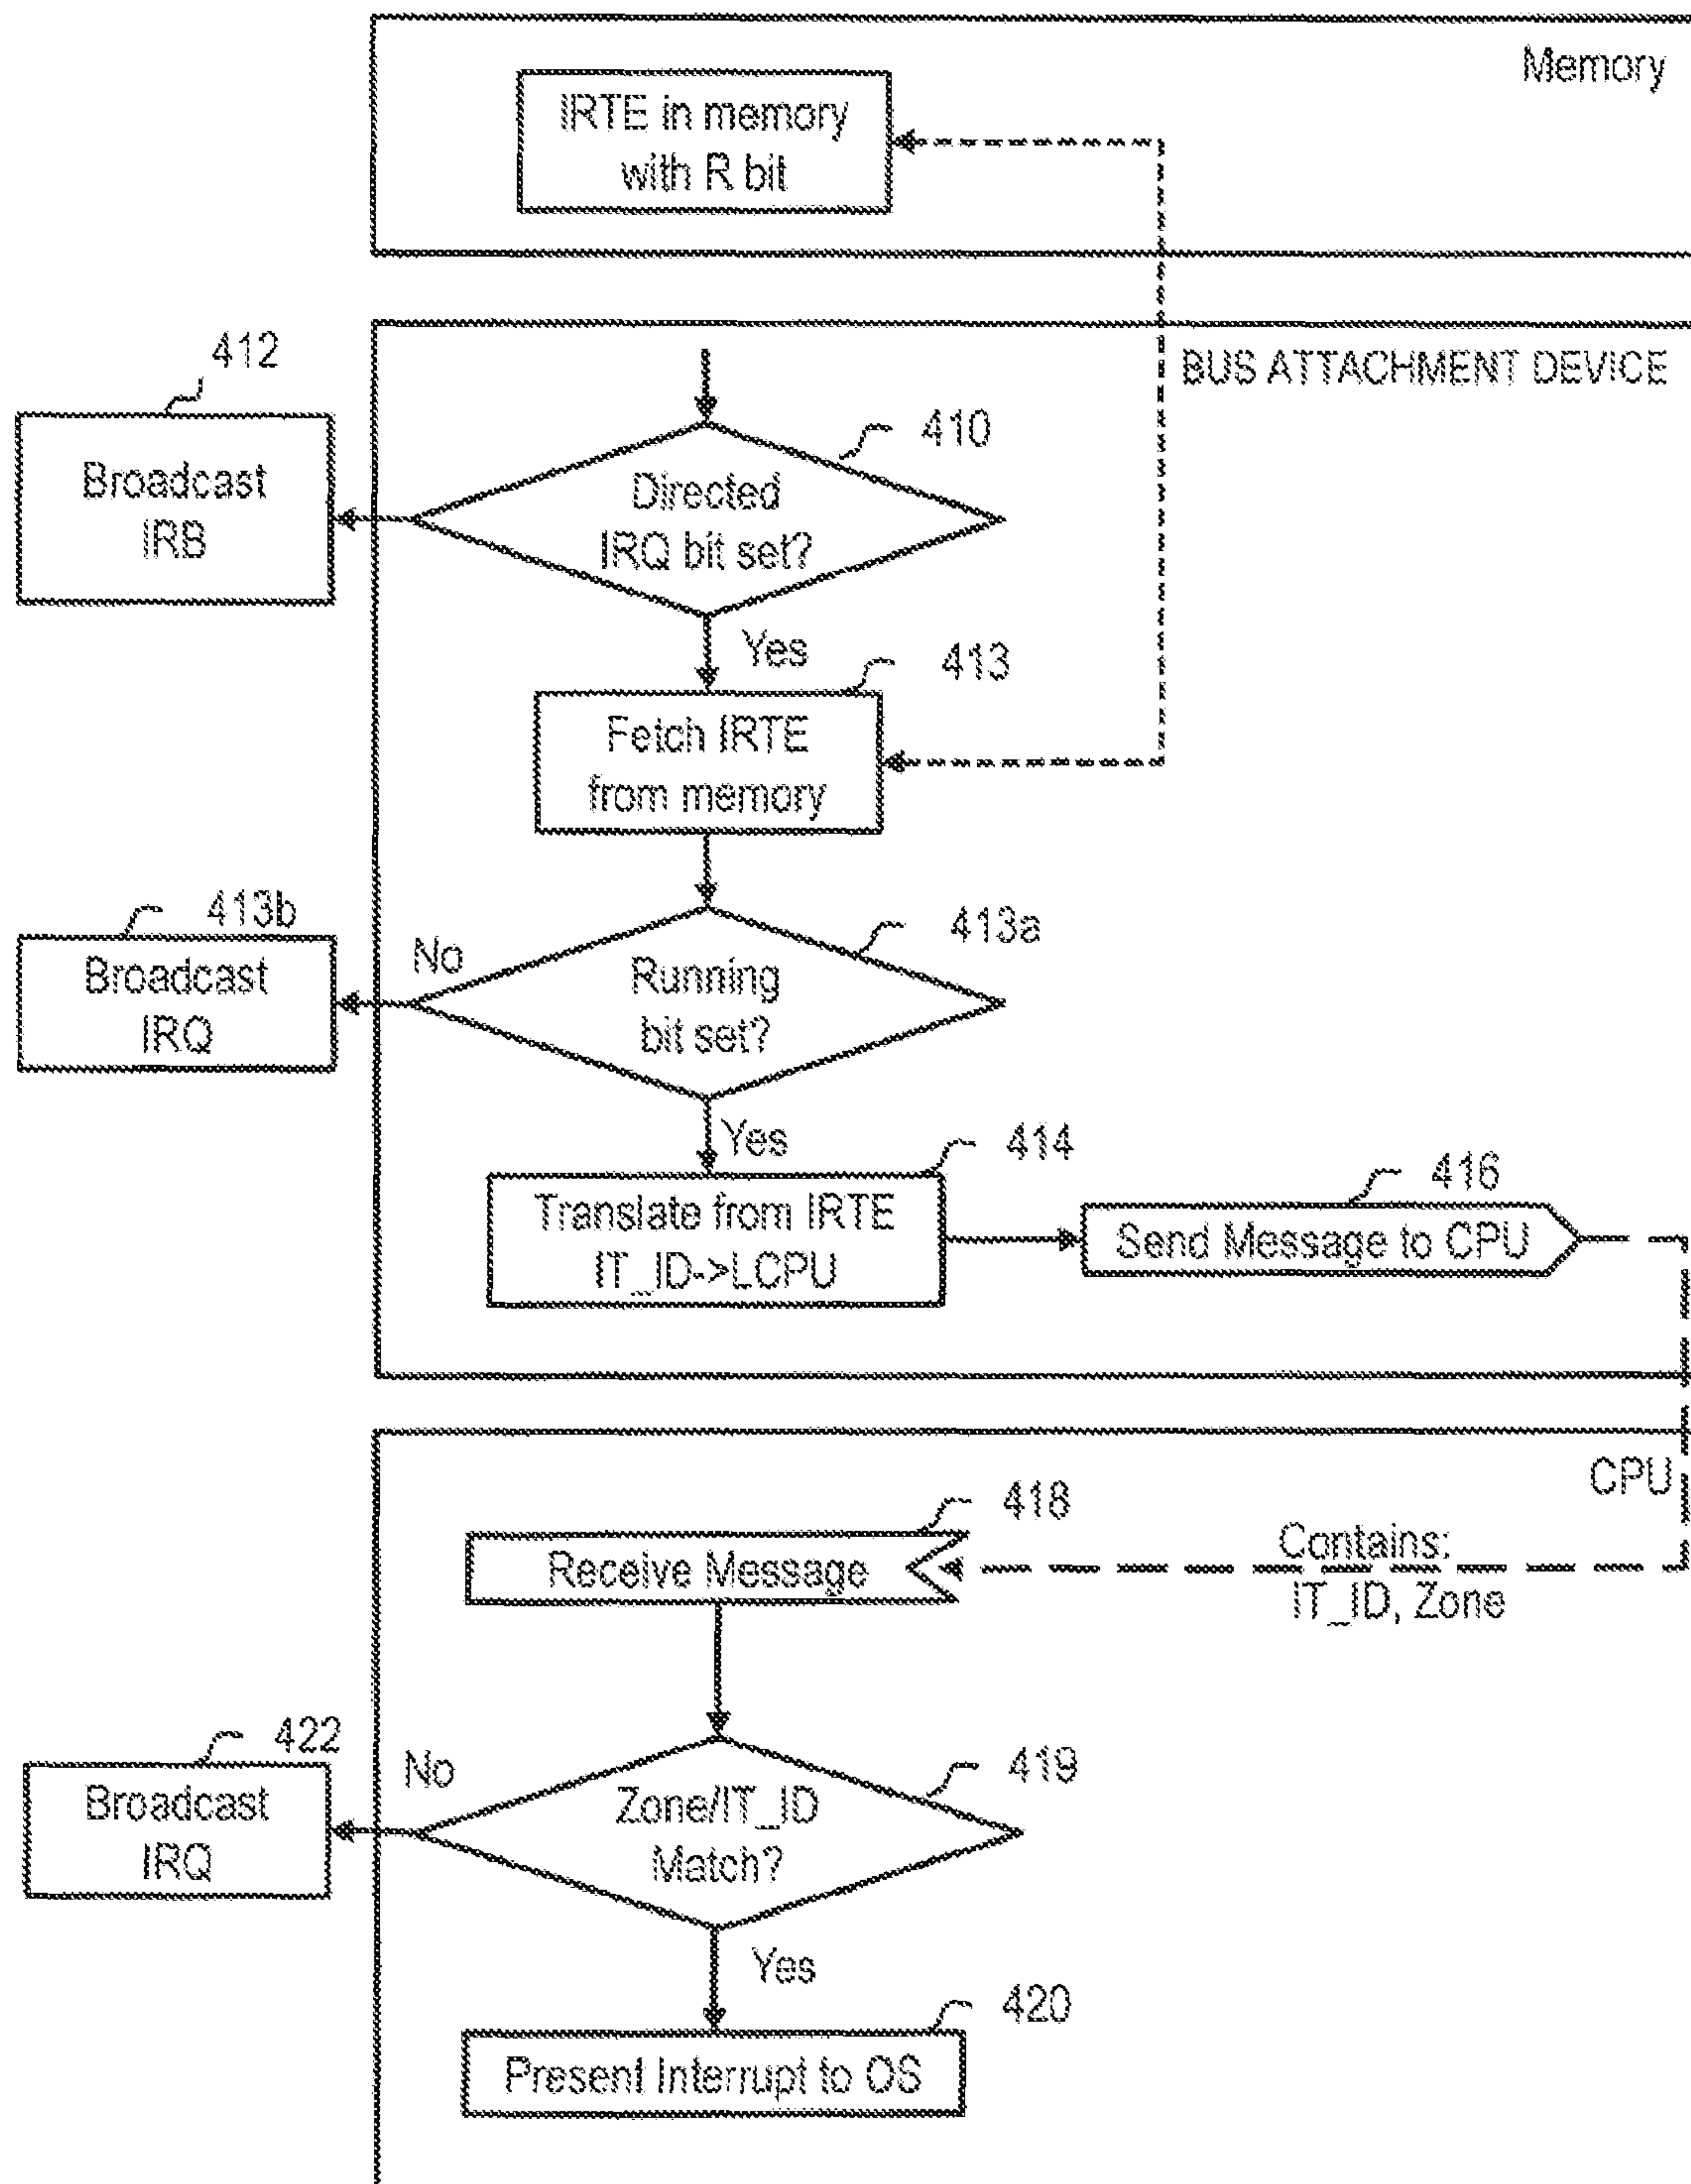 Memory
IRTE in memory
with R bit
BUS ATTACHMENT DEVICE
412
Broadcast
IRB
410
Directed
IRQ bit set?
Yes
413
Fetch IRTE
from memory
413b
Broadcast
IRQ
No
413a
Running
bit set?
Yes
414
Translate from IRTE
IT_ID->LCPU
416
Send Message to CPU
CPU
418
Receive Message
Contains:
IT_ID, Zone
422
Broadcast
IRQ
No
419
Zone/IT_ID
Match?
Yes
420
Present Interrupt to OS